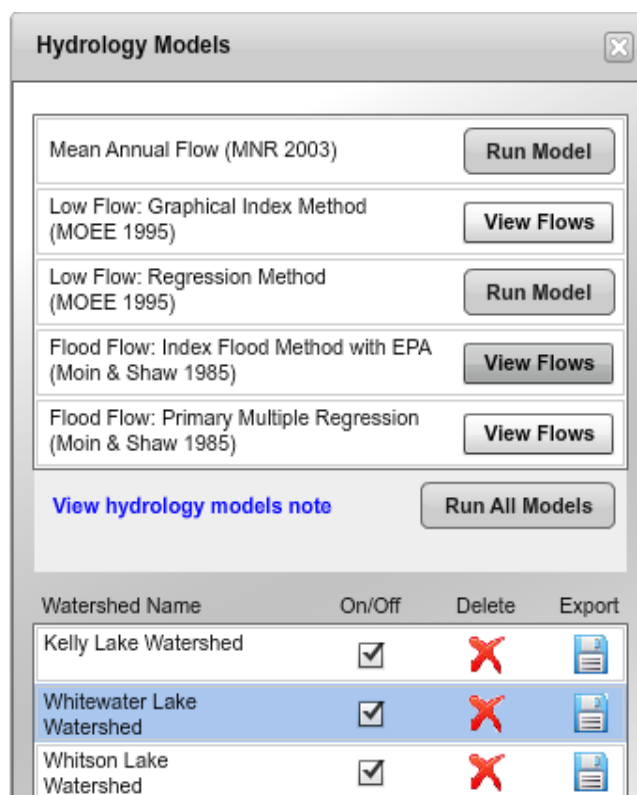 Hydrology Models
Mean Annual Flow (MNR 2003)
Run Model
Low Flow: Graphical Index Method
(MOEE 1995)
View Flows
Low Flow: Regression Method
(MOEE 1995)
Run Model
Flood Flow: Index Flood Method with EPA
(Moin & Shaw 1985)
View Flows
Flood Flow: Primary Multiple Regression
(Moin & Shaw 1985)
View Flows
View hydrology models note
Run All Models
Watershed Name On/Off Delete Export
Kelly Lake Watershed
Whitewater Lake
Watershed
Whitson Lake
Watershed